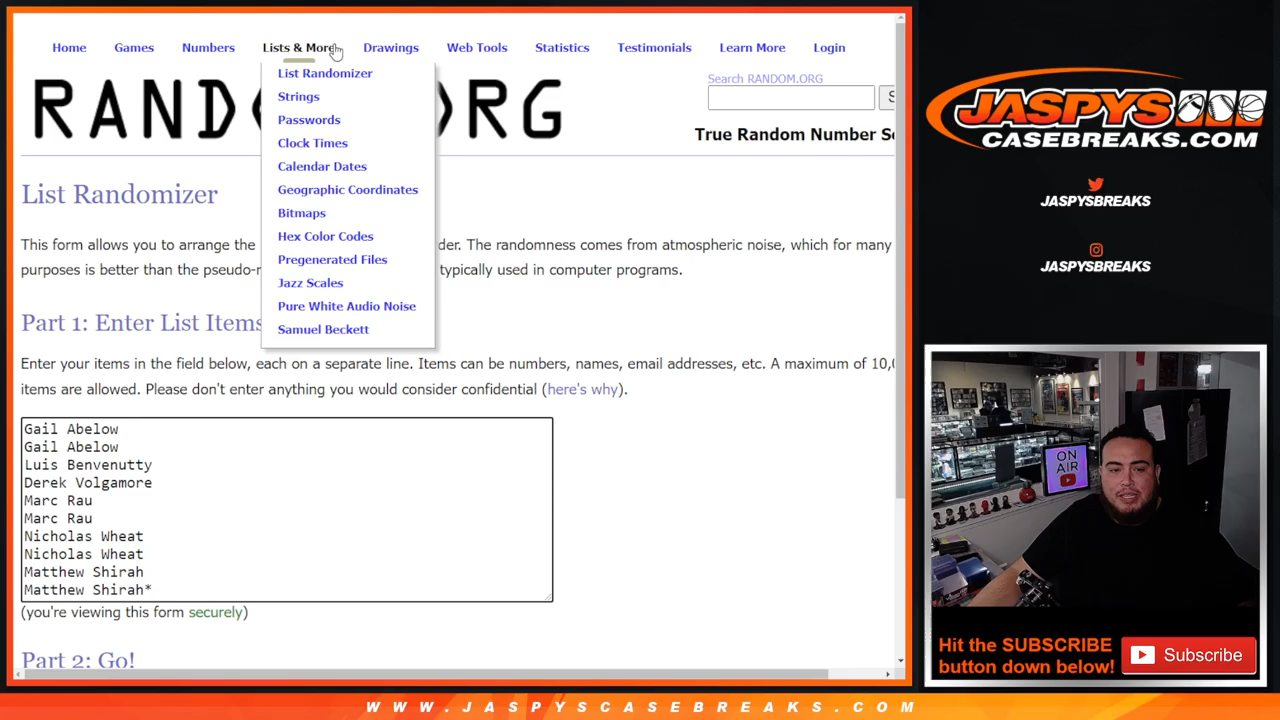 Home Games Numbers Lists & More Drawings Web Tools Statistics Testimonials Learn More Login
RANDO ORG
Search RANDOM.ORG
True Random Number Se
List Randomizer
Strings
Passwords
Clock Times
Calendar Dates
Geographic Coordinates
Bitmaps
Hex Color Codes
Pregenerated Files
Jazz Scales
Pure White Audio Noise
Samuel Beckett
List Randomizer
This form allows you to arrange the der. The randomness comes from atmospheric noise, which for many
purposes is better than the pseudo-r typically used in computer programs.
Part 1: Enter List Items
Enter your items in the field below, each on a separate line. Items can be numbers, names, email addresses, etc. A maximum of 10,0
items are allowed. Please don't enter anything you would consider confidential (here's why).
Gail Abelow
Gail Abelow
Luis Benvenutty
Derek Volgamore
Marc Rau
Marc Rau
Nicholas Wheat
Nicholas Wheat
Matthew Shirah
Matthew Shirah*
(you're viewing this form securely)
Part 2: Go!
JASPYS
CASEBREAKS.COM
JASPYSBREAKS
JASPYSBREAKS
ON
AIR
Hit the SUBSCRIBE
button down below!
Subscribe
WWW.JASPYSCASEBREAKS.COM